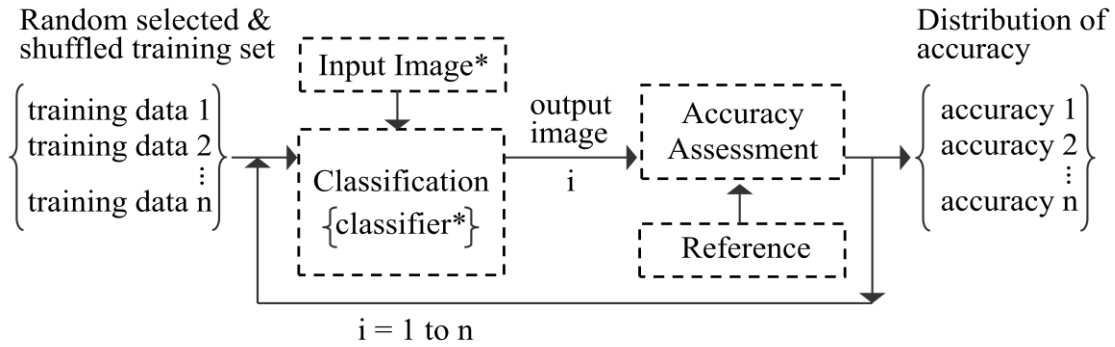 Random selected &
shuffled training set
training data 1
training data 2
⋮
training data n
Input Image*
Classification
{classifier*}
output
image
i
Accuracy
Assessment
Reference
Distribution of
accuracy
accuracy 1
accuracy 2
⋮
accuracy n
i = 1 to n